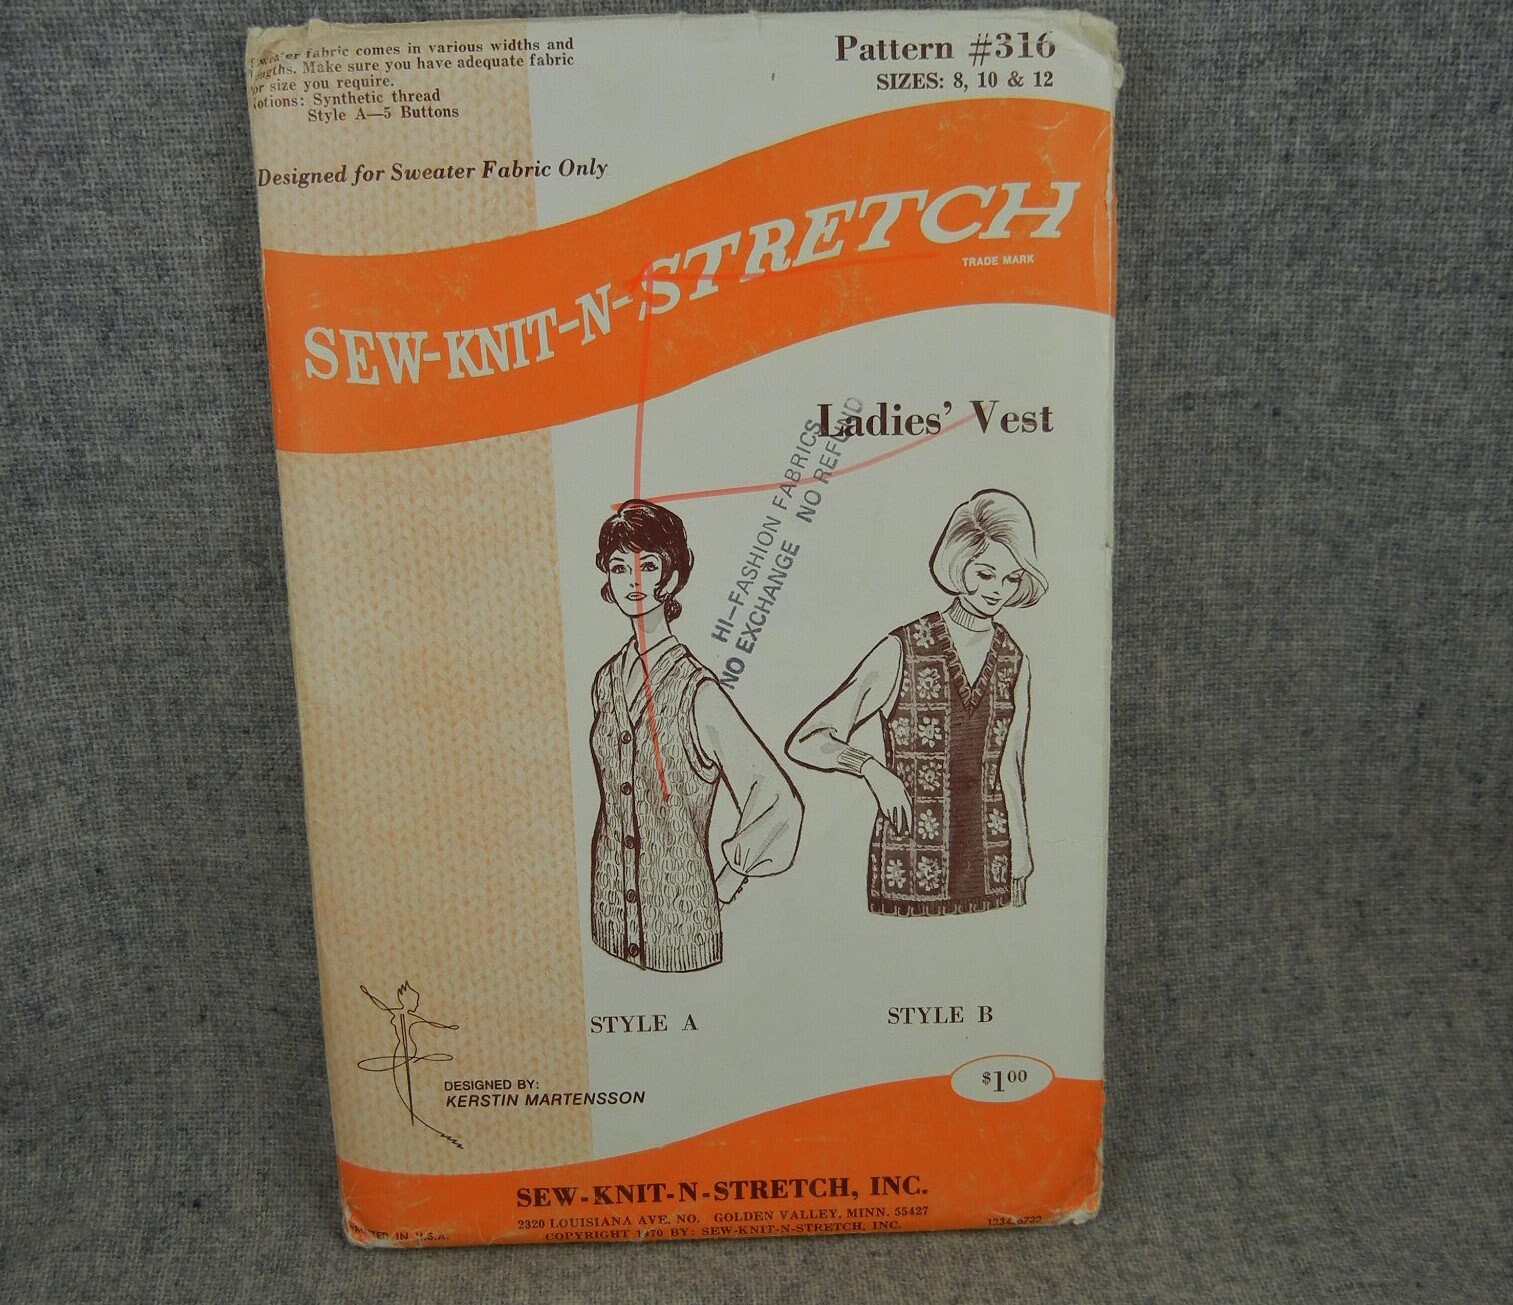 fabric comes in various widths and
lengths. Make sure you have adequate fabric
size you require.
Notions: Synthetic thread
Style A—5 Buttons
Pattern #316
SIZES: 8, 10 & 12
Designed for Sweater Fabric Only
SEW-KNIT-N-STRETCH
TRADE MARK
Ladies' Vest
HI-FASHION FABRICS
NO EXCHANGE NO REFUND
STYLE A
STYLE B
$1.00
DESIGNED BY:
KERSTIN MARTENSSON
SEW-KNIT-N-STRETCH, INC.
2320 LOUISIANA AVE. NO. GOLDEN VALLEY, MINN. 55427
COPYRIGHT 1970 BY: SEW-KNIT-N-STRETCH, INC.
PRINTED IN U.S.A.